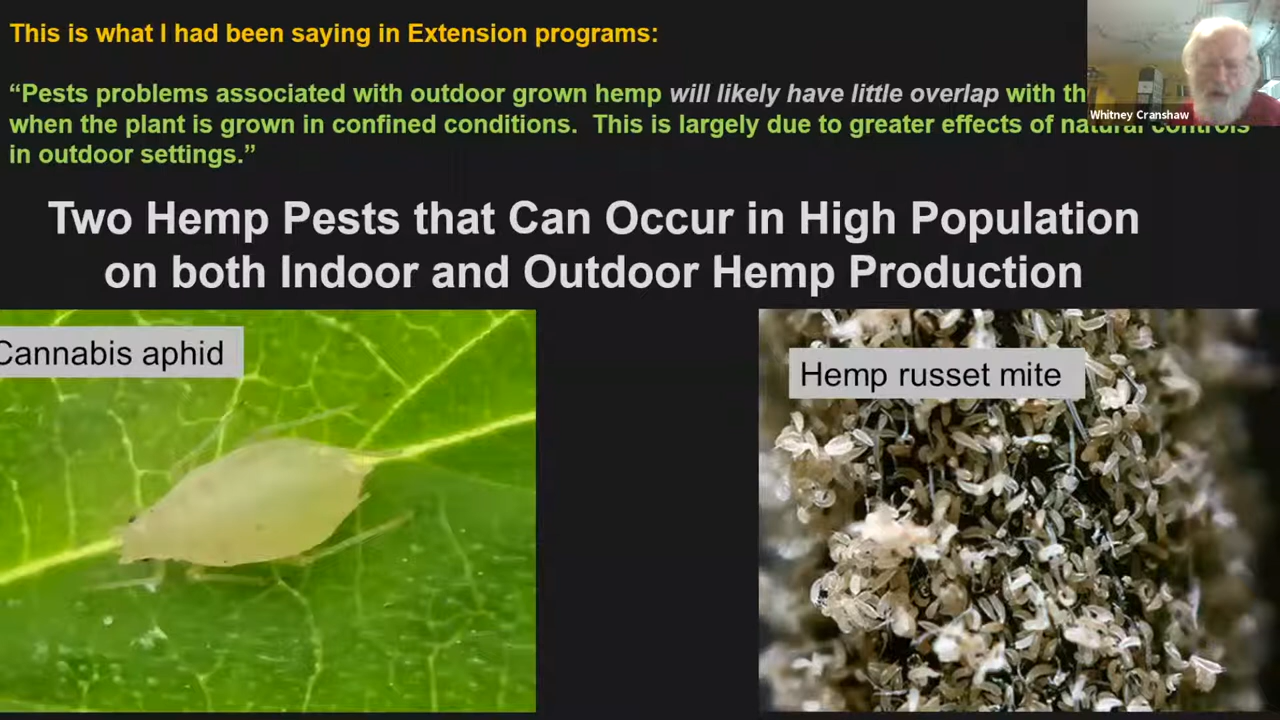 This is what I had been saying in Extension programs:
“Pests problems associated with outdoor grown hemp will likely have little overlap with
when the plant is grown in confined conditions. This is largely due to greater effects of natural controls
in outdoor settings.”
Two Hemp Pests that Can Occur in High Population
on both Indoor and Outdoor Hemp Production
Cannabis aphid
Hemp russet mite
Whitney Cranshaw